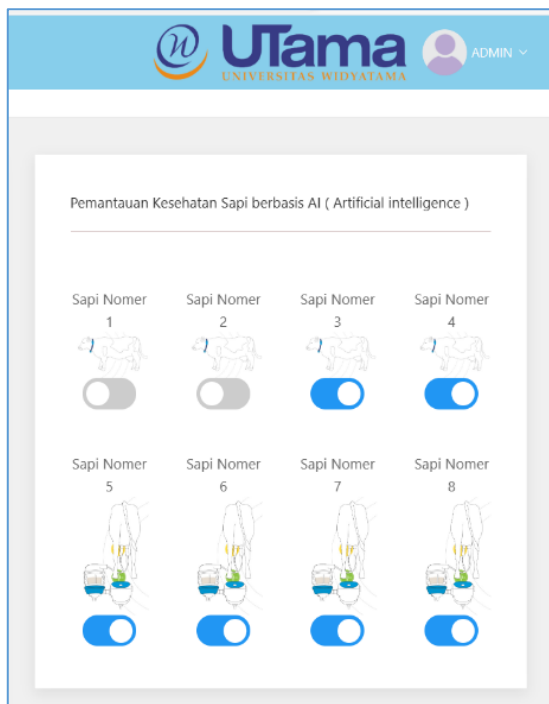 UTama
UNIVERSITAS WIDYATAMA
ADMIN
Pemantauan Kesehatan Sapi berbasis AI ( Artificial intelligence )
Sapi Nomer
1
Sapi Nomer
2
Sapi Nomer
3
Sapi Nomer
4
Sapi Nomer
5
Sapi Nomer
6
Sapi Nomer
7
Sapi Nomer
8